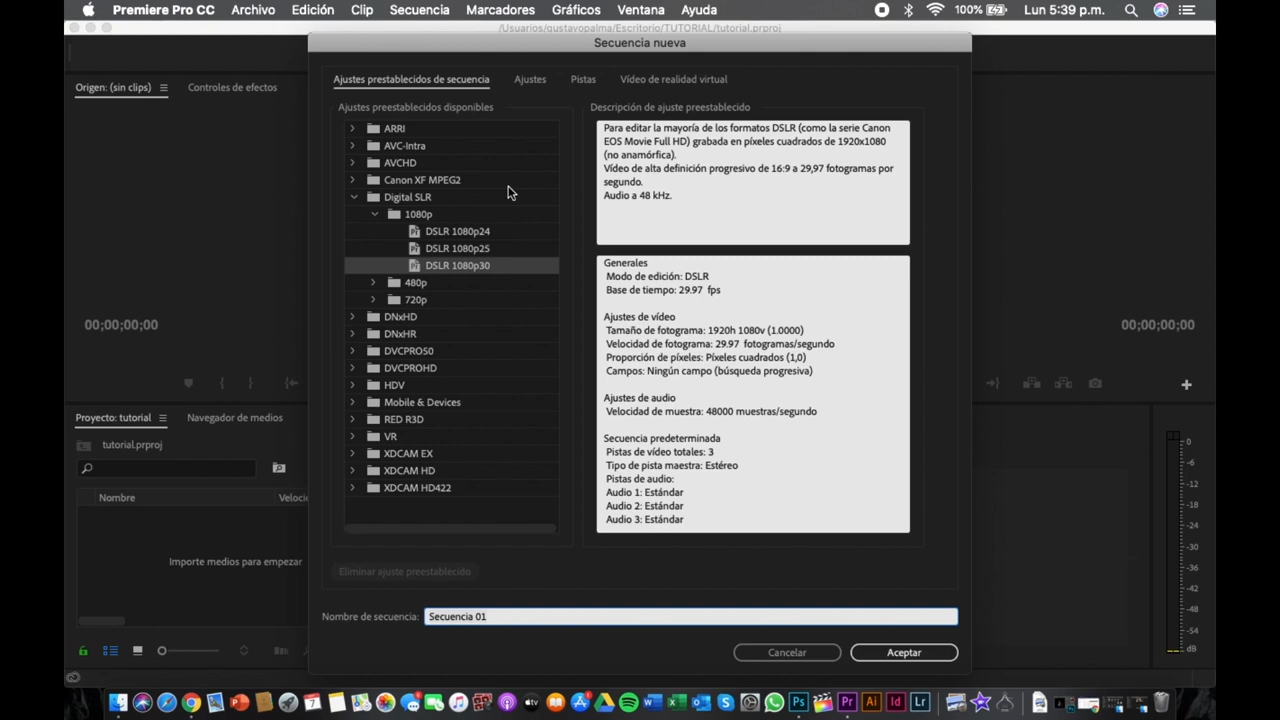 Premiere Pro CC Archivo Edición Clip Secuencia Marcadores Gráficos Ventana Ayuda 100% Lun 5:39 p.m.
/Usuarios/gustavopalma/Escritorio/TUTORIAL/tutorial.prproj
Secuencia nueva
Ajustes prestablecidos de secuencia Ajustes Pistas Vídeo de realidad virtual
Origen: (sin clips) Controles de efectos
Ajustes preestablecidos disponibles
ARRI
AVC-Intra
AVCHD
Canon XF MPEG2
Digital SLR
1080p
DSLR 1080p24
DSLR 1080p25
DSLR 1080p30
480p
720p
DNxHD
DNxHR
DVCPRO50
DVCPROHD
HDV
Mobile & Devices
RED R3D
VR
XDCAM EX
XDCAM HD
XDCAM HD422
Eliminar ajuste preestablecido
Descripción de ajuste preestablecido
Para editar la mayoría de los formatos DSLR (como la serie Canon
EOS Movie Full HD) grabada en píxeles cuadrados de 1920x1080
(no anamórfica).
Vídeo de alta definición progresivo de 16:9 a 29,97 fotogramas por
segundo.
Audio a 48 kHz.
Generales
Modo de edición: DSLR
Base de tiempo: 29.97 fps
Ajustes de vídeo
Tamaño de fotograma: 1920h 1080v (1.0000)
Velocidad de fotograma: 29.97 fotogramas/segundo
Proporción de píxeles: Píxeles cuadrados (1,0)
Campos: Ningún campo (búsqueda progresiva)
Ajustes de audio
Velocidad de muestra: 48000 muestras/segundo
Secuencia predeterminada
Pistas de vídeo totales: 3
Tipo de pista maestra: Estéreo
Pistas de audio:
Audio 1: Estándar
Audio 2: Estándar
Audio 3: Estándar
Nombre de secuencia: Secuencia 01
Cancelar Aceptar
00;00;00;00
00;00;00;00
Proyecto: tutorial Navegador de medios
tutorial.prproj
Nombre Velocid
Importe medios para empezar
0
-6
-12
-18
-24
-30
-36
-42
-48
-54
dB
7
tv
W
S
Ps
Pr
Ai
Id
Lr